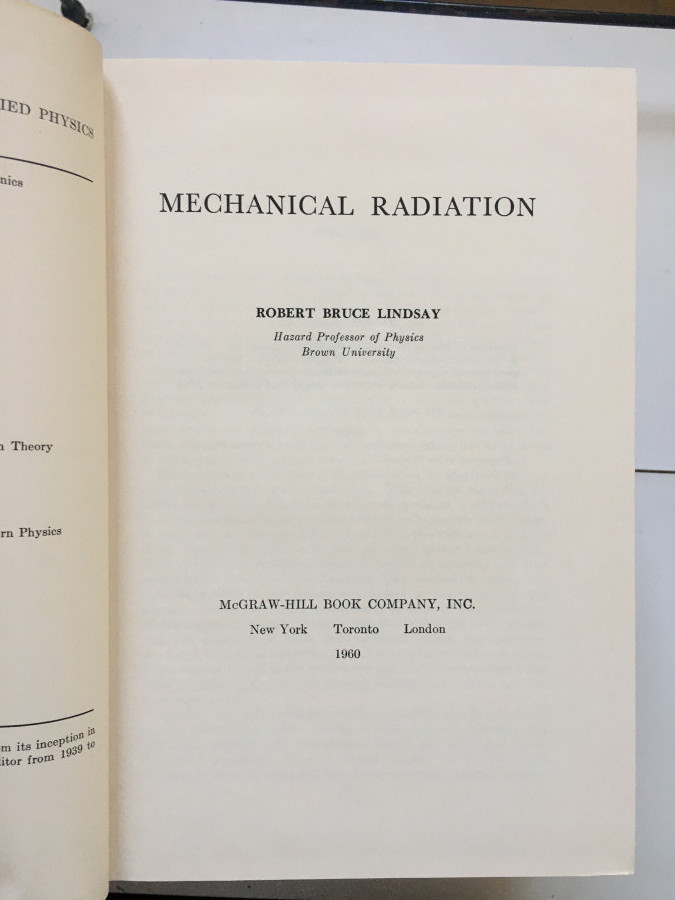 IED PHYSICS
nics
n Theory
rn Physics
m its inception in
itor from 1939 to
MECHANICAL RADIATION
ROBERT BRUCE LINDSAY
Hazard Professor of Physics
Brown University
McGRAW-HILL BOOK COMPANY, INC.
New York Toronto London
1960